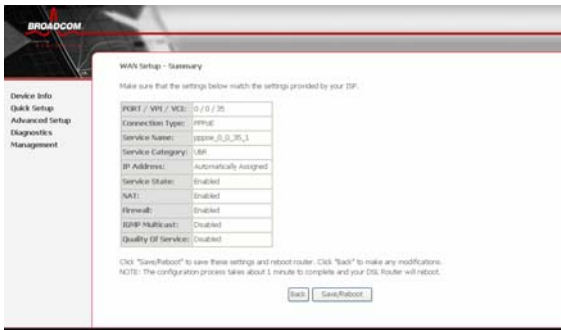 BROADCOM
Device Info
Quick Setup
Advanced Setup
Diagnostics
Management
WAN Setup - Summary
Make sure that the settings below match the settings provided by your ISP.
PORT / VPI / VCI: 0 / 0 / 35
Connection Type: PPPoE
Service Name: pppoe_0_0_35_1
Service Category: UBR
IP Address: Automatically Assigned
Service State: Enabled
NAT: Enabled
Firewall: Enabled
IGMP Multicast: Disabled
Quality Of Service: Disabled
Click "Save/Reboot" to save these settings and reboot router. Click "Back" to make any modifications.
NOTE: The configuration process takes about 1 minute to complete and your DSL Router will reboot.
Back Save/Reboot